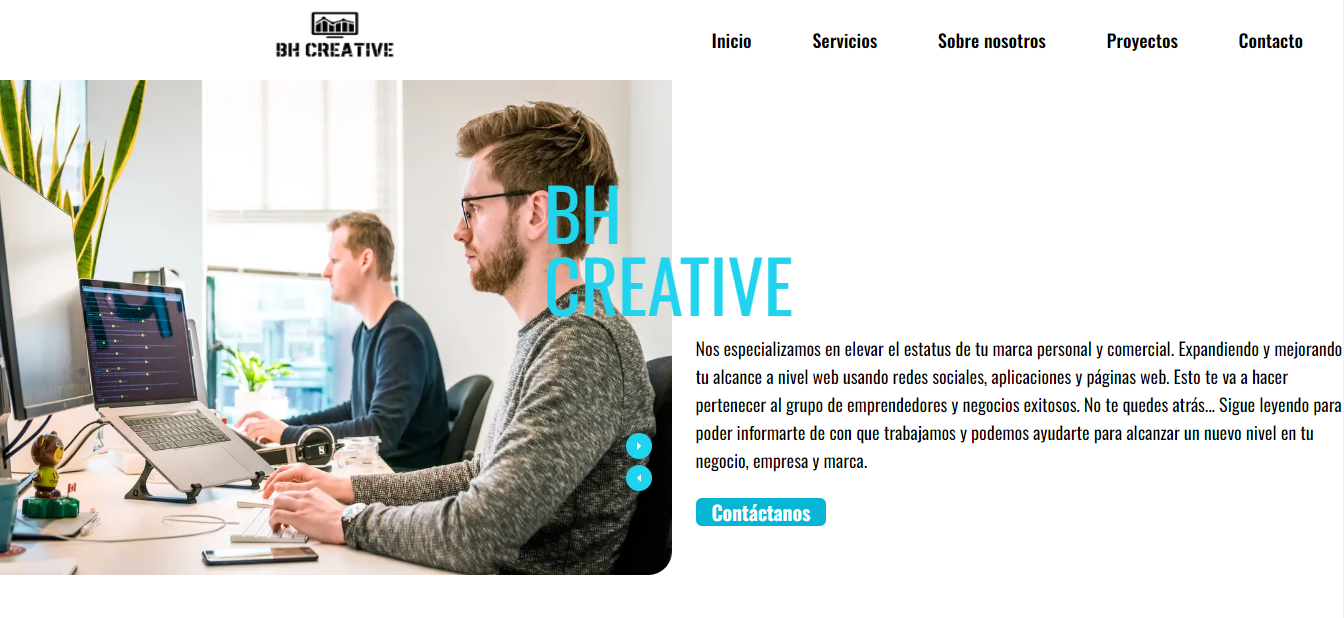 BH CREATIVE
Inicio
Servicios
Sobre nosotros
Proyectos
Contacto
BH
CREATIVE
Nos especializamos en elevar el estatus de tu marca personal y comercial. Expandiendo y mejorando
tu alcance a nivel web usando redes sociales, aplicaciones y páginas web. Esto te va a hacer
pertenecer al grupo de emprendedores y negocios exitosos. No te quedes atrás... Sigue leyendo para
poder informarte de con que trabajamos y podemos ayudarte para alcanzar un nuevo nivel en tu
negocio, empresa y marca.
Contáctanos